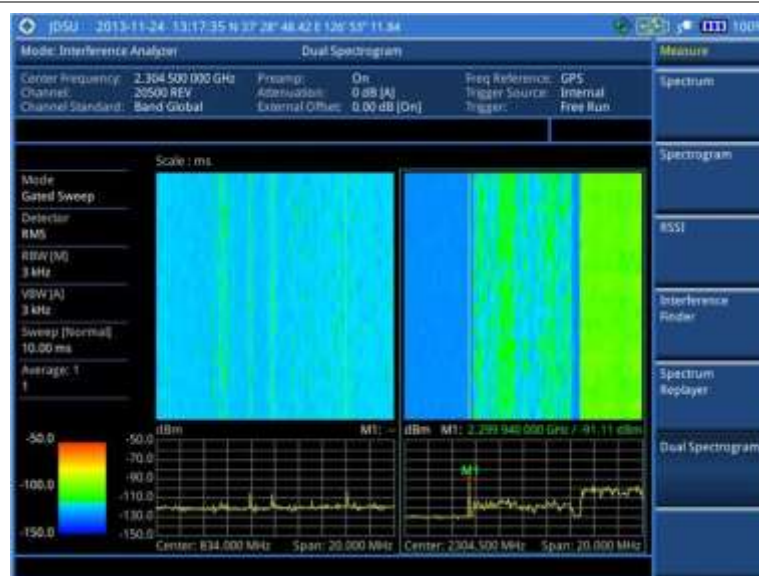 JDSU 2013-11-24 13:17:35 N 37° 28' 48.42 E 126° 53' 11.84 100%
Mode: Interference Analyzer Dual Spectrogram Measure
Center Frequency: 2.304 500 000 GHz Preamp: On Freq Reference: GPS
Channel: 20500 REV Attenuation: 0 dB [A] Trigger Source: Internal
Channel Standard: Band Global External Offset: 0.00 dB [On] Trigger: Free Run
Spectrum
Spectrogram
RSSI
Interference
Finder
Spectrum
Replayer
Dual Spectrogram
Scale : ms
Mode
Gated Sweep
Detector
RMS
RBW [M]
3 kHz
VBW [A]
3 kHz
Sweep [Normal]
10.00 ms
Average: 1
1
-50.0
-100.0
-150.0
dBm M1: --
-50.0
-70.0
-90.0
-110.0
-130.0
-150.0
Center: 834.000 MHz Span: 20.000 MHz
dBm M1: 2.299 940 000 GHz / -91.11 dBm
M1
Center: 2304.500 MHz Span: 20.000 MHz